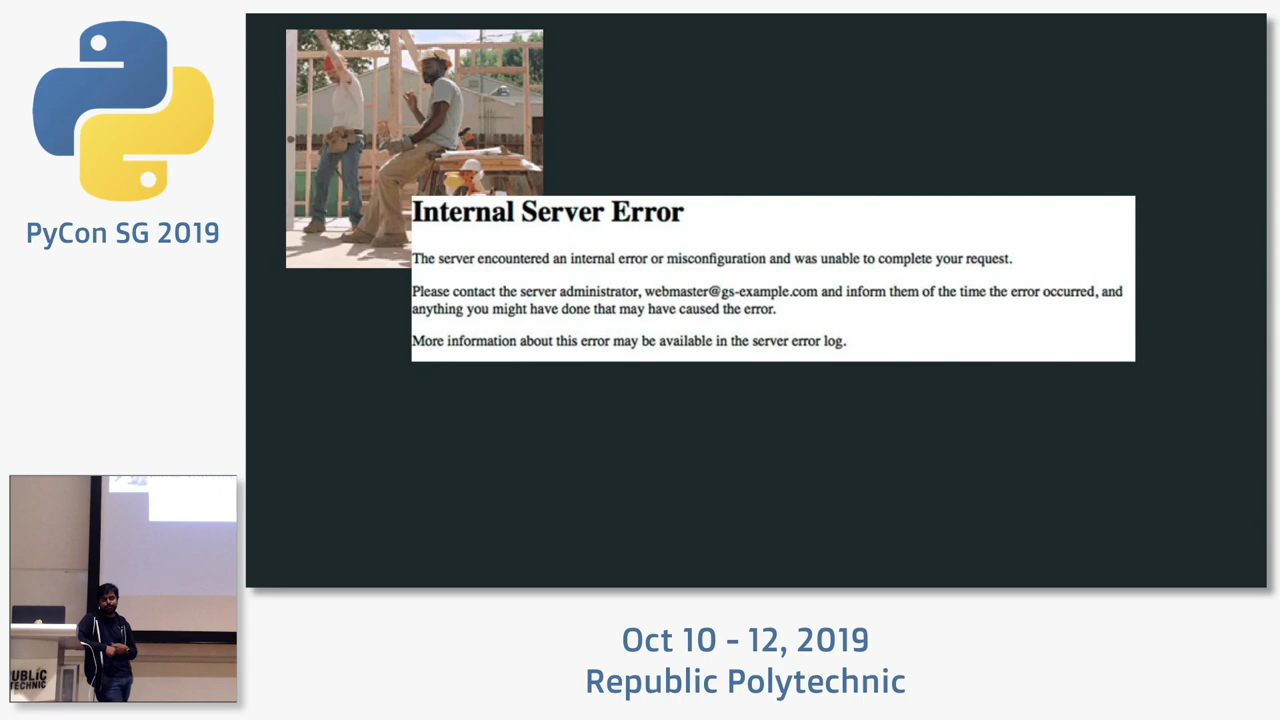 PyCon SG 2019
Internal Server Error
The server encountered an internal error or misconfiguration and was unable to complete your request.
Please contact the server administrator, webmaster@gs-example.com and inform them of the time the error occurred, and
anything you might have done that may have caused the error.
More information about this error may be available in the server error log.
UBLIC
TECHNIC
Oct 10 - 12, 2019
Republic Polytechnic